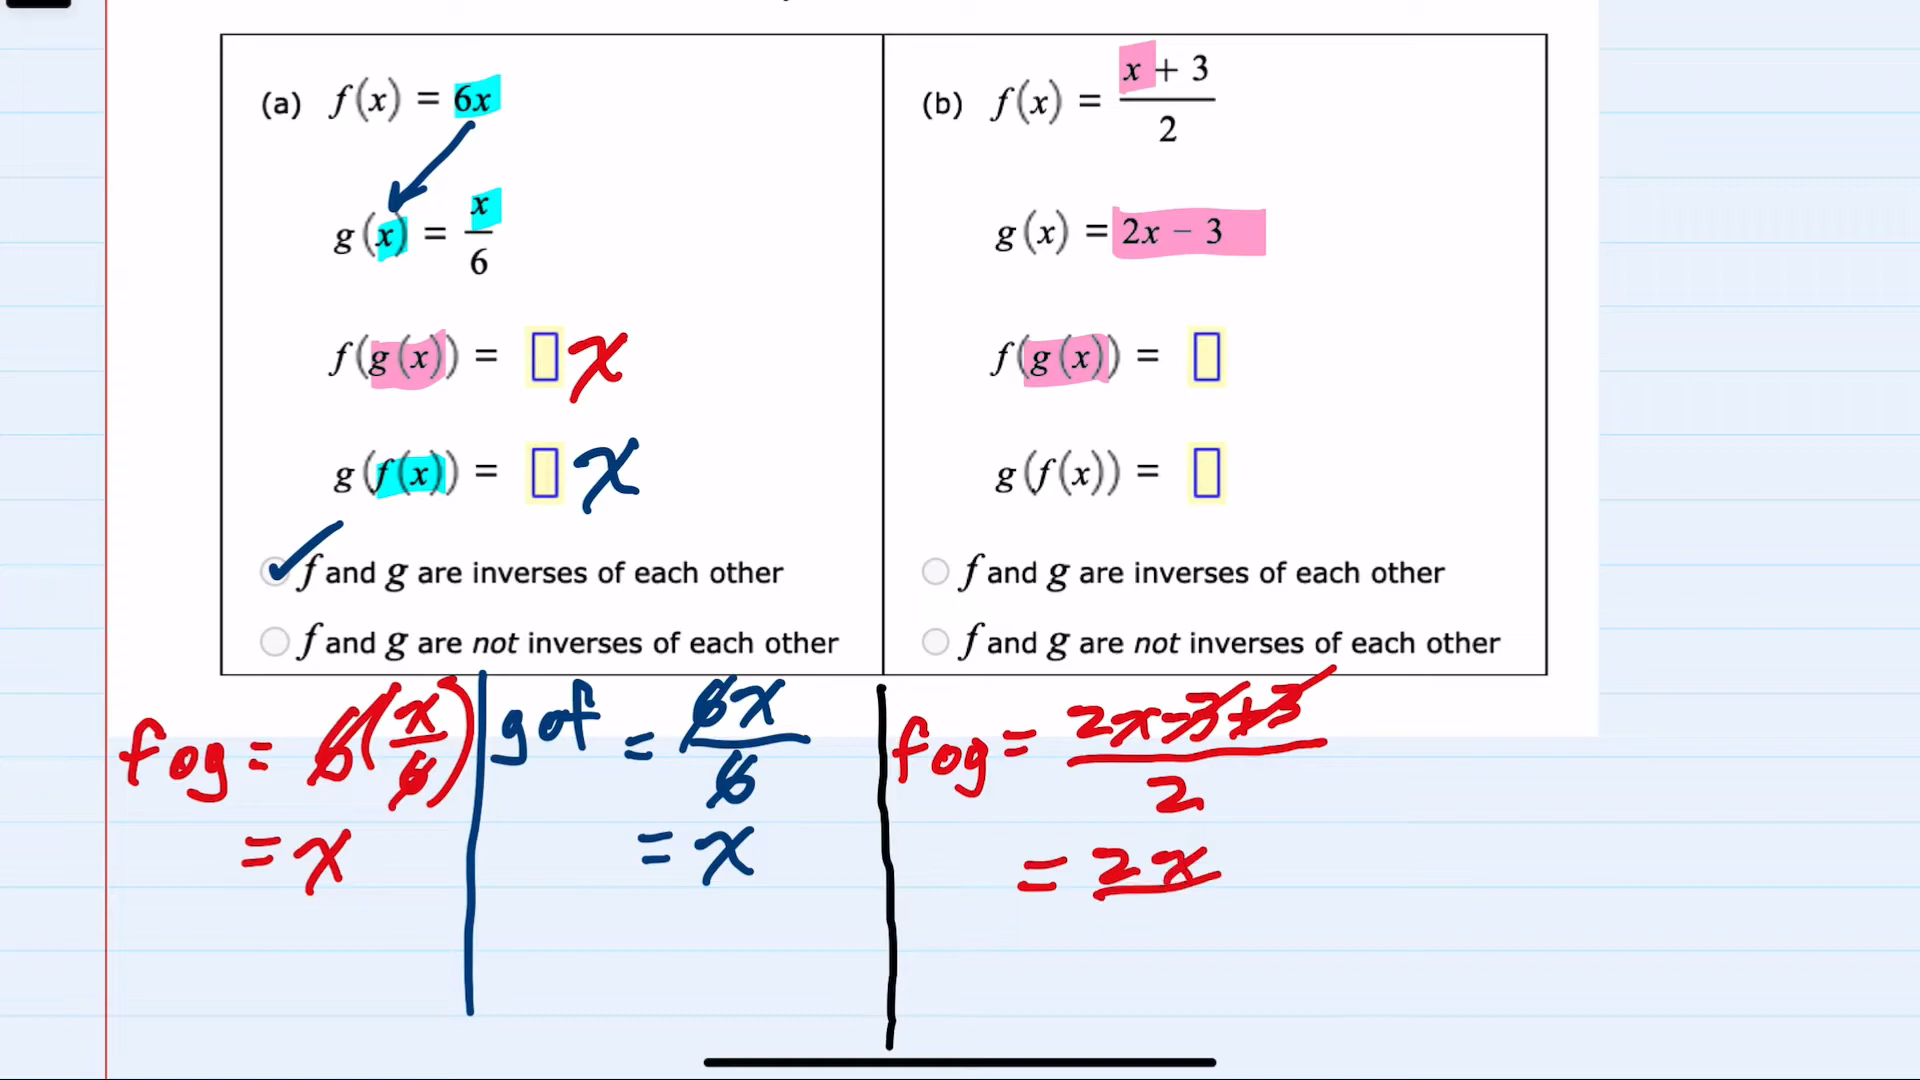 (a) f(x) = 6x
g(x) = x/6
f(g(x)) = x
g(f(x)) = x
f and g are inverses of each other
f and g are not inverses of each other
(b) f(x) = (x + 3)/2
g(x) = 2x − 3
f(g(x)) =
g(f(x)) =
f and g are inverses of each other
f and g are not inverses of each other
fog = 6(x/6)
= x
gof = 6x/6
= x
fog = (2x-3+3)/2
= 2x